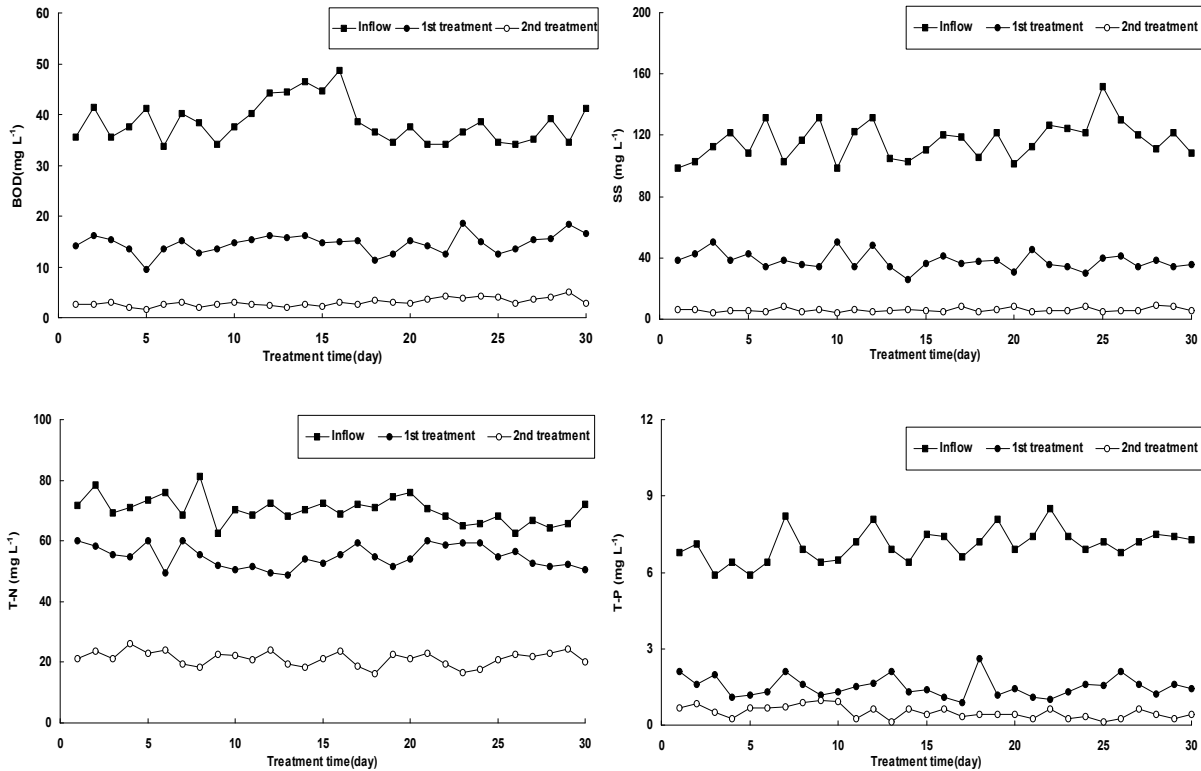 Inflow 1st treatment 2nd treatment
60
50
40
30
20
10
0
BOD(mg L-1)
0 5 10 15 20 25 30
Treatment time(day)
Inflow 1st treatment 2nd treatment
200
160
120
80
40
0
SS (mg L-1)
0 5 10 15 20 25 30
Treatment time(day)
Inflow 1st treatment 2nd treatment
100
80
60
40
20
0
T-N (mg L-1)
0 5 10 15 20 25 30
Treatment time(day)
Inflow 1st treatment 2nd treatment
12
9
6
3
0
T-P (mg L-1)
0 5 10 15 20 25 30
Treatment time(day)